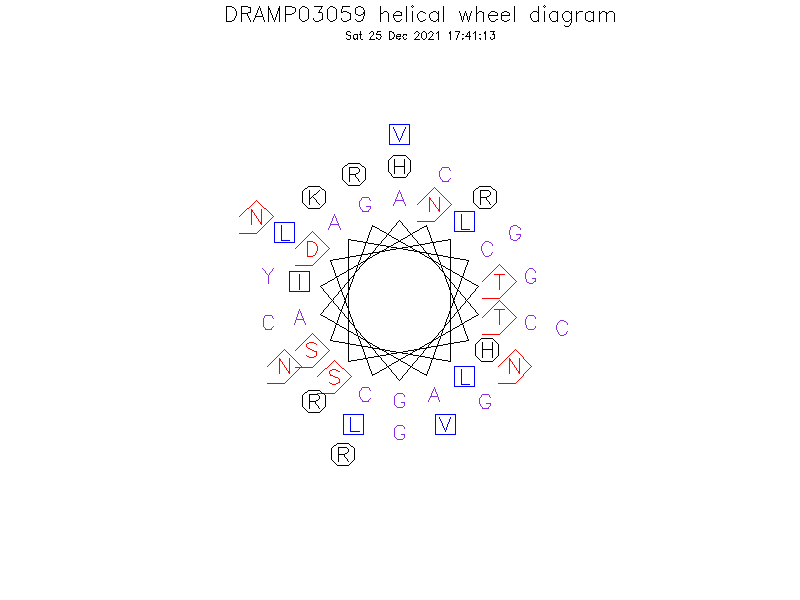 DRAMP03059 helical wheel diagram
Sat 25 Dec 2021 17:41:13
V
H
R C
K A N R
G
N A L
L G
D C
Y I T G
C A T C C
S H
N S L N
R C G A G
L G V
R